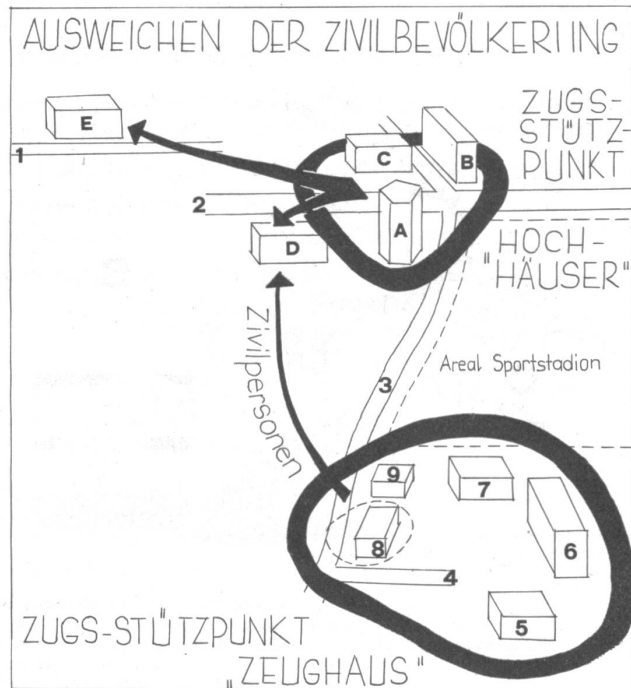 AUSWEICHEN DER ZIVILBEVÖLKERUNG
ZUGS-
STÜTZ-
PUNKT
E
1
C
B
2
A
D
"HOCH-
HÄUSER"
Zivilpersonen
3
Areal Sportstadion
9
7
8
6
4
5
ZUGS-STÜTZPUNKT
"ZEUGHAUS"